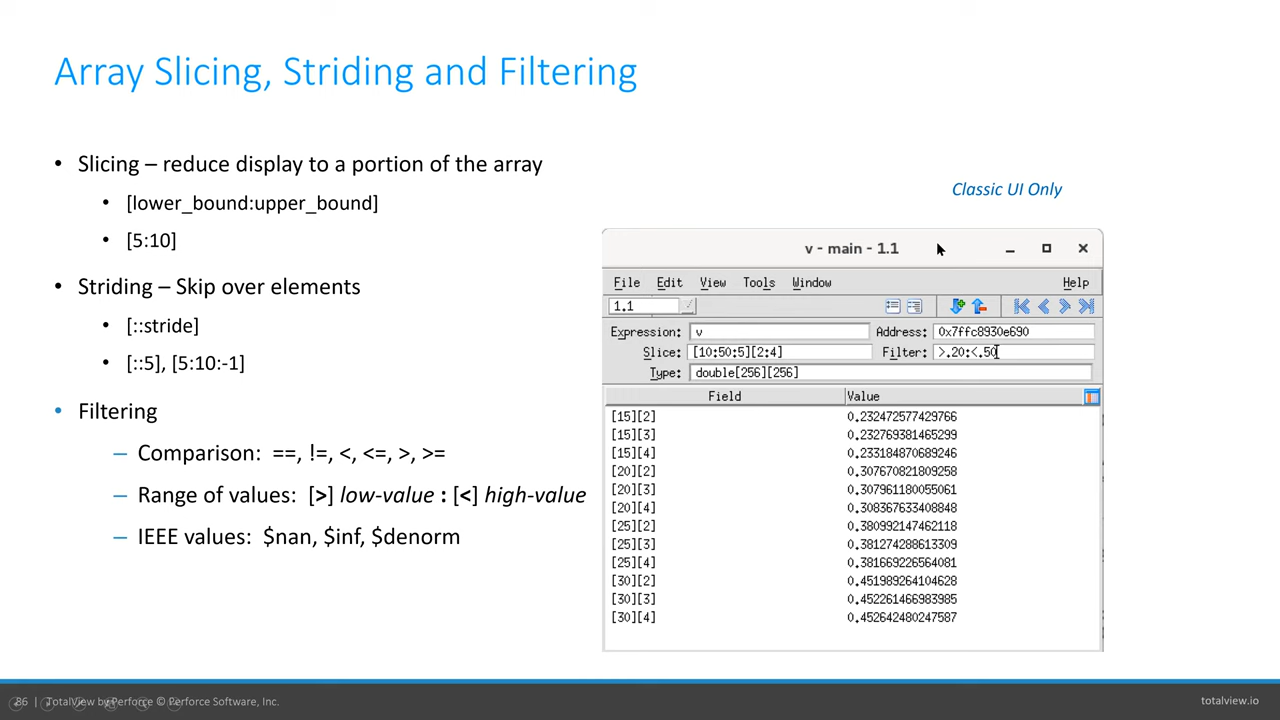 Array Slicing, Striding and Filtering
• Slicing – reduce display to a portion of the array
• [lower_bound:upper_bound]
• [5:10]
• Striding – Skip over elements
• [::stride]
• [::5], [5:10:-1]
• Filtering
– Comparison: ==, !=, <, <=, >, >=
– Range of values: [>] low-value : [<] high-value
– IEEE values: $nan, $inf, $denorm
Classic UI Only
v - main - 1.1
File Edit View Tools Window Help
1.1
Expression: v Address: 0x7ffc8930e690
Slice: [10:50:5][2:4] Filter: >.20:<.50
Type: double[256][256]
Field Value
[15][2] 0.232472577429766
[15][3] 0.232769381465299
[15][4] 0.233184870689246
[20][2] 0.307670821809258
[20][3] 0.307961180055061
[20][4] 0.308367633408848
[25][2] 0.380992147462118
[25][3] 0.381274288613309
[25][4] 0.381669226564081
[30][2] 0.451989264104628
[30][3] 0.452261466983985
[30][4] 0.452642480247587
86 | TotalView by Perforce © Perforce Software, Inc.
totalview.io